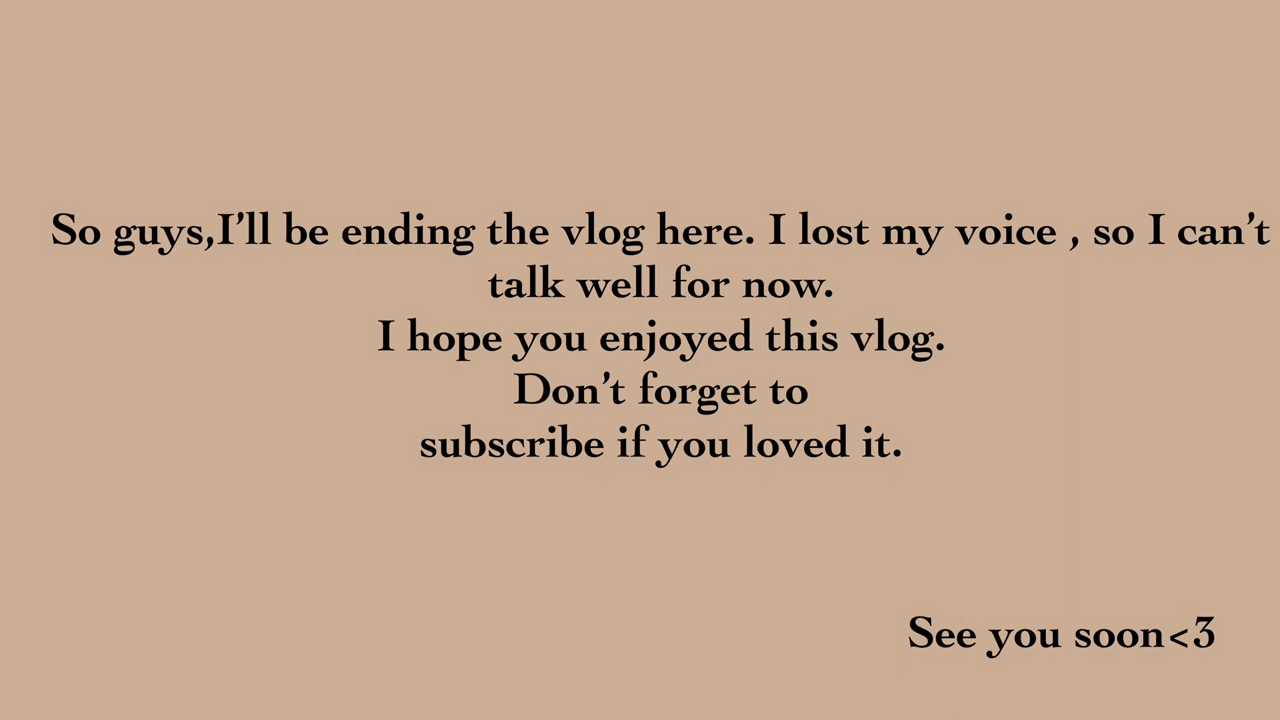 So guys,I’ll be ending the vlog here. I lost my voice , so I can’t
talk well for now.
I hope you enjoyed this vlog.
Don’t forget to
subscribe if you loved it.
See you soon<3